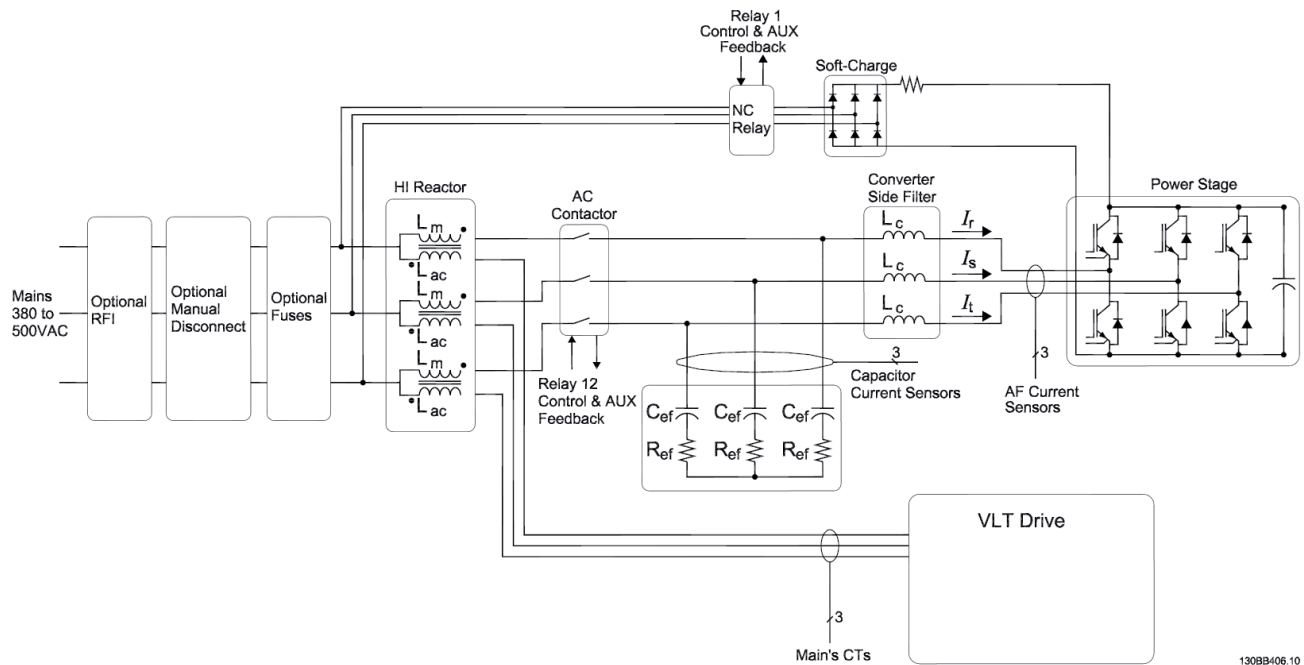 Relay 1
Control & AUX
Feedback
Soft-Charge
NC
Relay
HI Reactor
AC
Contactor
Converter
Side Filter
Power Stage
Lm
Lac
Lm
Lac
Lm
Lac
Lc
Lc
Lc
Ir
Is
It
Mains
380 to
500VAC
Optional
RFI
Optional
Manual
Disconnect
Optional
Fuses
Relay 12
Control & AUX
Feedback
3
Capacitor
Current Sensors
3
AF Current
Sensors
Cef
Cef
Cef
Ref
Ref
Ref
VLT Drive
3
Main's CTs
130BB406.10